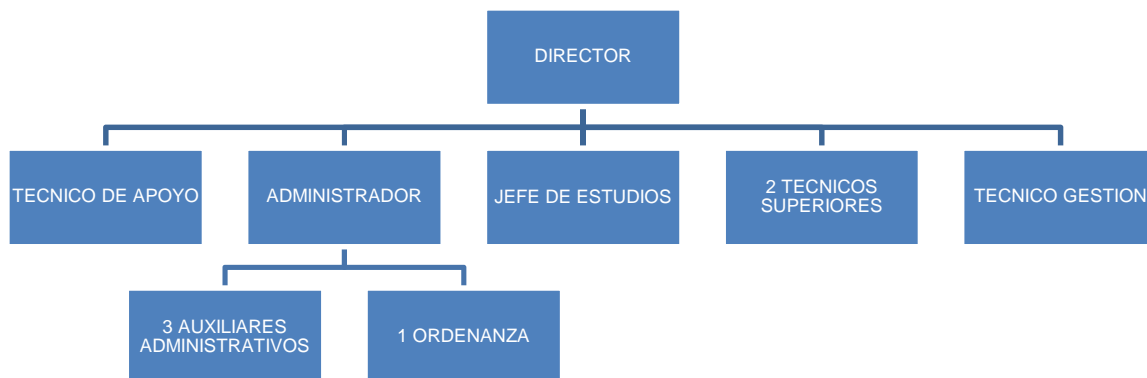 DIRECTOR
TECNICO DE APOYO
ADMINISTRADOR
JEFE DE ESTUDIOS
2 TECNICOS
SUPERIORES
TECNICO GESTION
3 AUXILIARES
ADMINISTRATIVOS
1 ORDENANZA